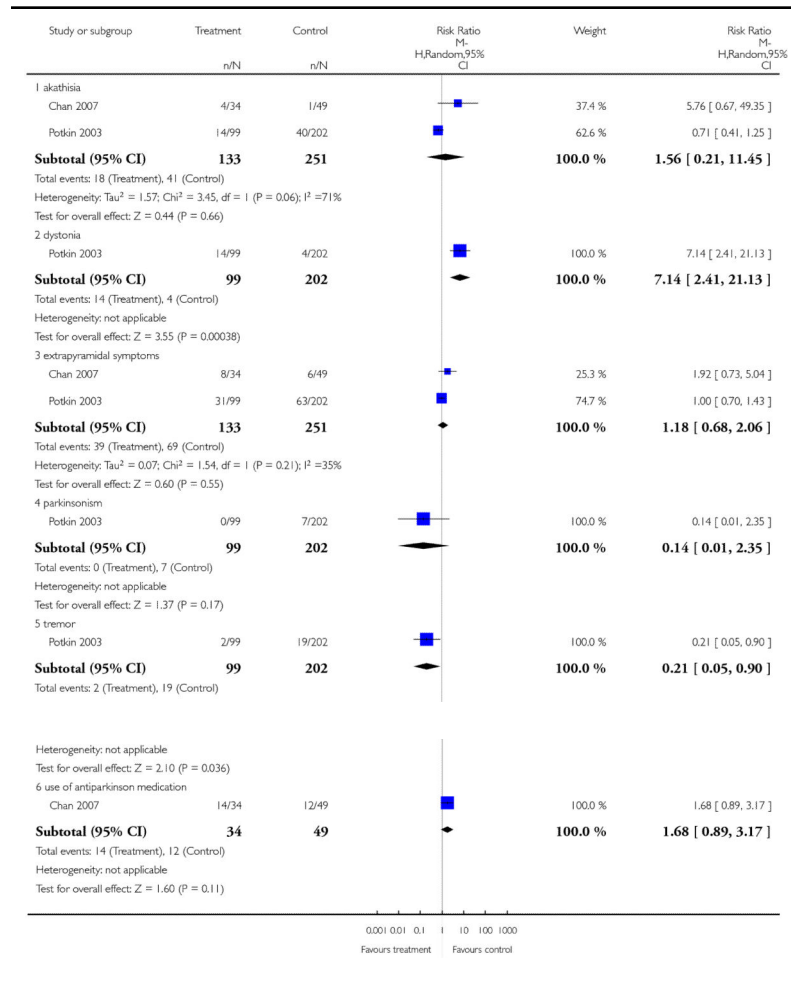 Study or subgroup Treatment Control Risk Ratio Weight Risk Ratio
M-H,Random,95% CI M-H,Random,95% CI
n/N n/N
1 akathisia
Chan 2007 4/34 1/49 37.4 % 5.76 [ 0.67, 49.35 ]
Potkin 2003 14/99 40/202 62.6 % 0.71 [ 0.41, 1.25 ]
Subtotal (95% CI) 133 251 100.0 % 1.56 [ 0.21, 11.45 ]
Total events: 18 (Treatment), 41 (Control)
Heterogeneity: Tau² = 1.57; Chi² = 3.45, df = 1 (P = 0.06); I² =71%
Test for overall effect: Z = 0.44 (P = 0.66)
2 dystonia
Potkin 2003 14/99 4/202 100.0 % 7.14 [ 2.41, 21.13 ]
Subtotal (95% CI) 99 202 100.0 % 7.14 [ 2.41, 21.13 ]
Total events: 14 (Treatment), 4 (Control)
Heterogeneity: not applicable
Test for overall effect: Z = 3.55 (P = 0.00038)
3 extrapyramidal symptoms
Chan 2007 8/34 6/49 25.3 % 1.92 [ 0.73, 5.04 ]
Potkin 2003 31/99 63/202 74.7 % 1.00 [ 0.70, 1.43 ]
Subtotal (95% CI) 133 251 100.0 % 1.18 [ 0.68, 2.06 ]
Total events: 39 (Treatment), 69 (Control)
Heterogeneity: Tau² = 0.07; Chi² = 1.54, df = 1 (P = 0.21); I² =35%
Test for overall effect: Z = 0.60 (P = 0.55)
4 parkinsonism
Potkin 2003 0/99 7/202 100.0 % 0.14 [ 0.01, 2.35 ]
Subtotal (95% CI) 99 202 100.0 % 0.14 [ 0.01, 2.35 ]
Total events: 0 (Treatment), 7 (Control)
Heterogeneity: not applicable
Test for overall effect: Z = 1.37 (P = 0.17)
5 tremor
Potkin 2003 2/99 19/202 100.0 % 0.21 [ 0.05, 0.90 ]
Subtotal (95% CI) 99 202 100.0 % 0.21 [ 0.05, 0.90 ]
Total events: 2 (Treatment), 19 (Control)
Heterogeneity: not applicable
Test for overall effect: Z = 2.10 (P = 0.036)
6 use of antiparkinson medication
Chan 2007 14/34 12/49 100.0 % 1.68 [ 0.89, 3.17 ]
Subtotal (95% CI) 34 49 100.0 % 1.68 [ 0.89, 3.17 ]
Total events: 14 (Treatment), 12 (Control)
Heterogeneity: not applicable
Test for overall effect: Z = 1.60 (P = 0.11)
0.001 0.01 0.1 1 10 100 1000
Favours treatment Favours control